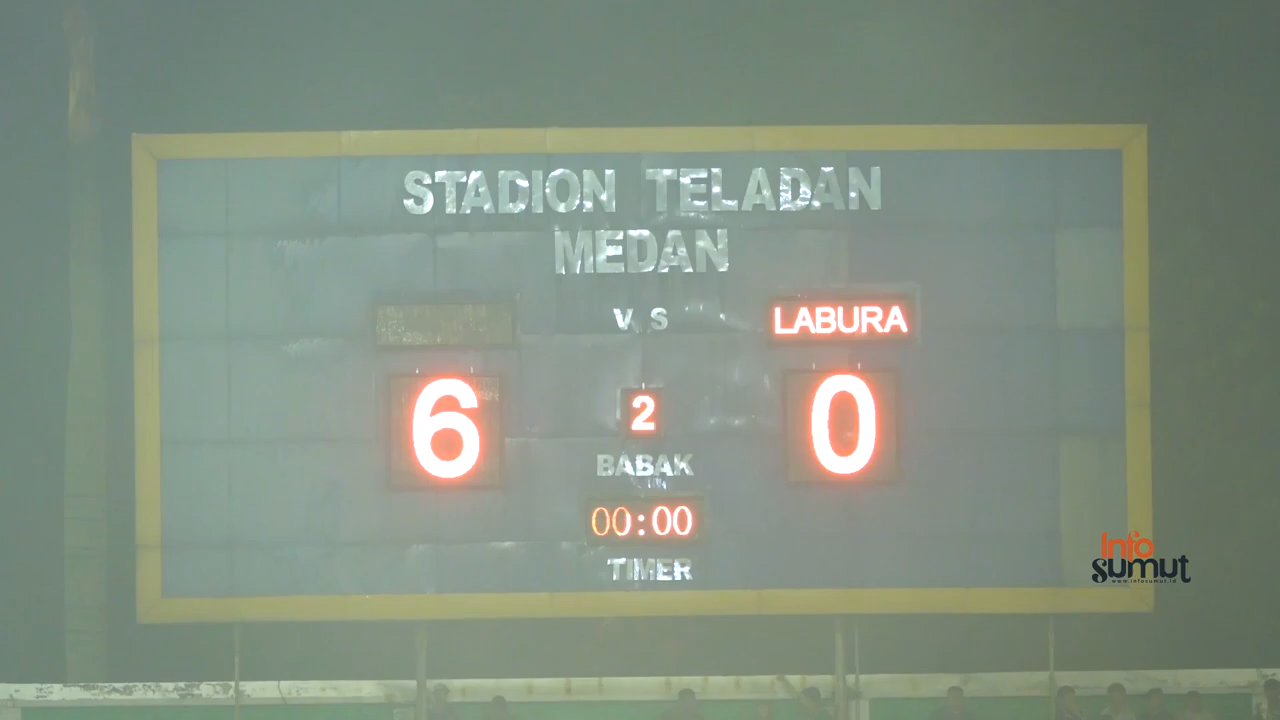 STADION TELADAN
MEDAN
V S
LABURA
6
2
0
BABAK
00:00
TIMER
Info
sumut
www.infosumut.id